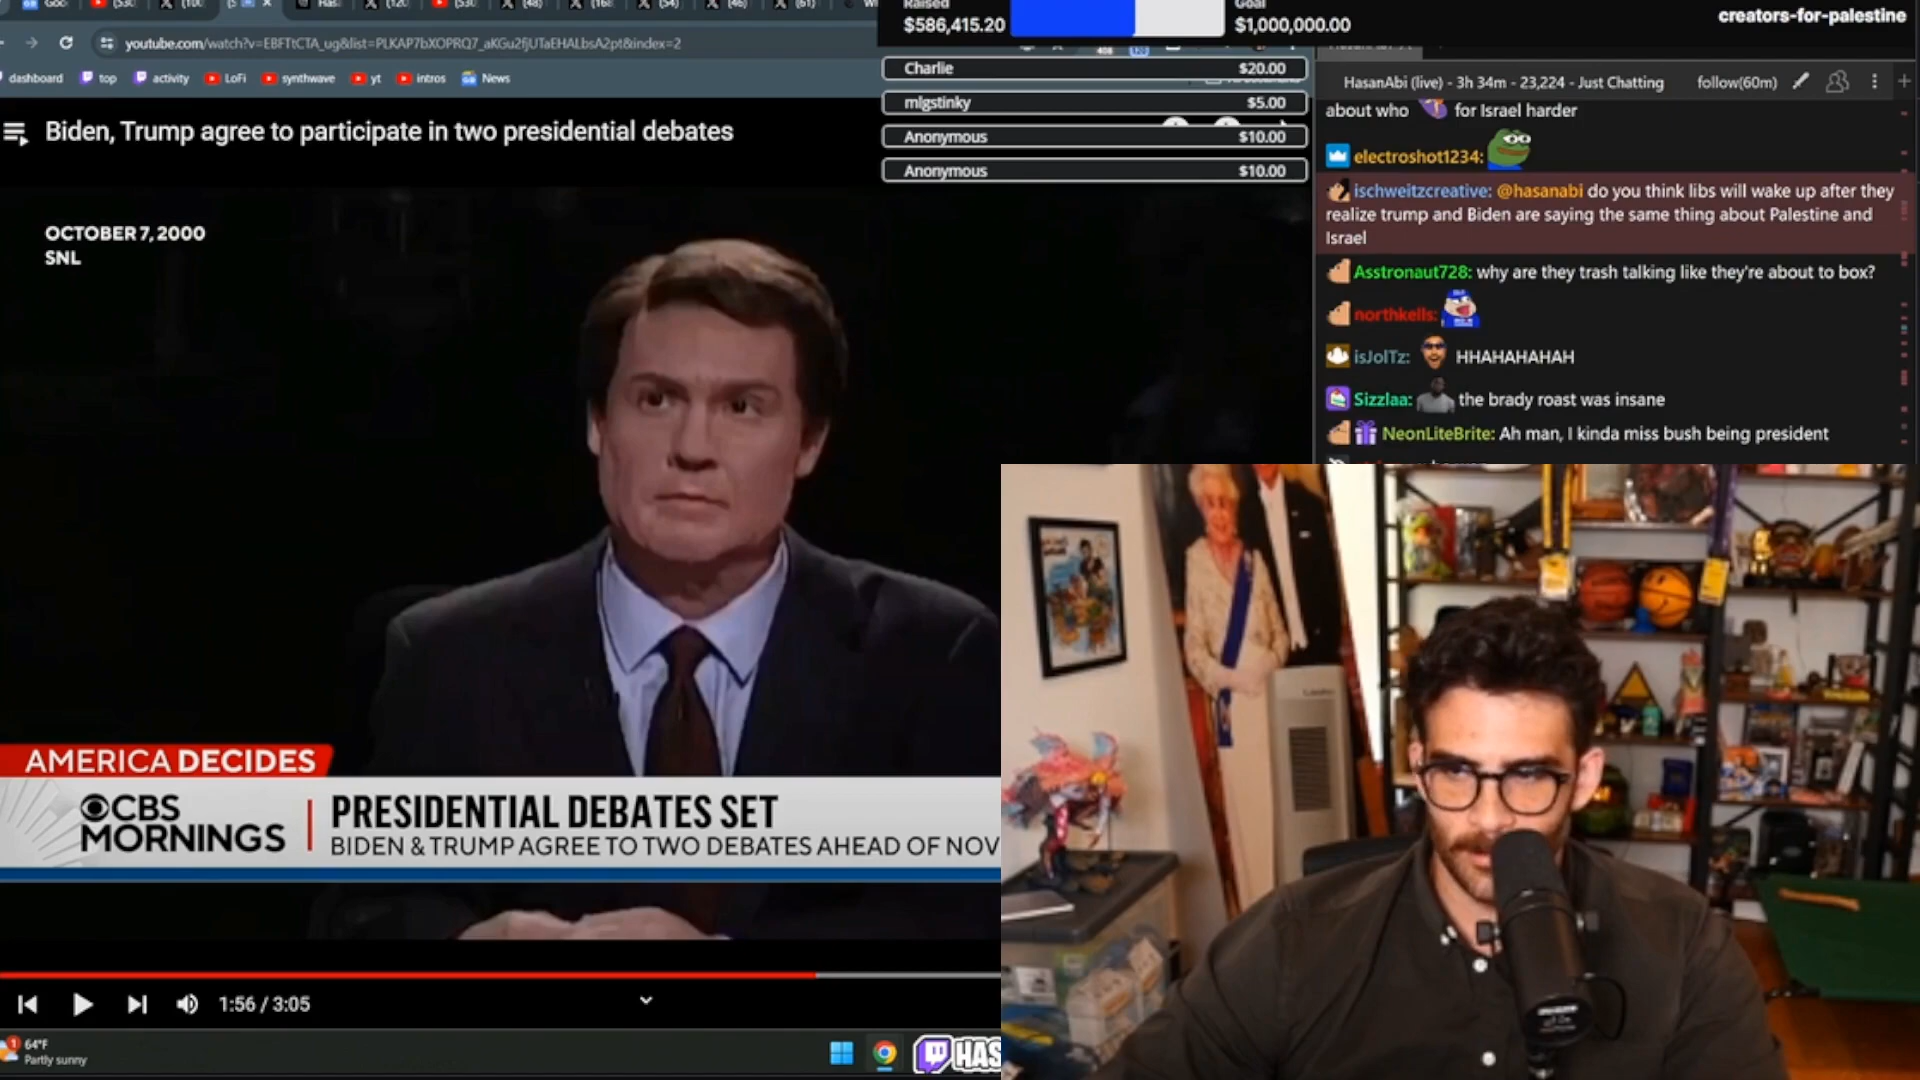 Raised
$586,415.20
Goal
$1,000,000.00
creators-for-palestine
youtube.com/watch?v=EBFTtCTA_ug&list=PLKAP7bXOPRQ7_aKGu2fjUTaEHALbsA2pt&index=2
dashboard
top
activity
LoFi
synthwave
yt
intros
News
Charlie
$20.00
mlgstinky
$5.00
Anonymous
$10.00
Anonymous
$10.00
Biden, Trump agree to participate in two presidential debates
OCTOBER 7, 2000
SNL
HasanAbi (live) - 3h 34m - 23,224 - Just Chatting
follow(60m)
about who for Israel harder
electroshot1234:
ischweitzcreative: @hasanabi do you think libs will wake up after they
realize trump and Biden are saying the same thing about Palestine and
Israel
Asstronaut728: why are they trash talking like they're about to box?
northkells:
isJolTz: HHAHAHAHAH
Sizzlaa: the brady roast was insane
NeonLiteBrite: Ah man, I kinda miss bush being president
AMERICA DECIDES
CBS
MORNINGS
PRESIDENTIAL DEBATES SET
BIDEN & TRUMP AGREE TO TWO DEBATES AHEAD OF NOV
1:56 / 3:05
1
64°F
Partly sunny
HAS